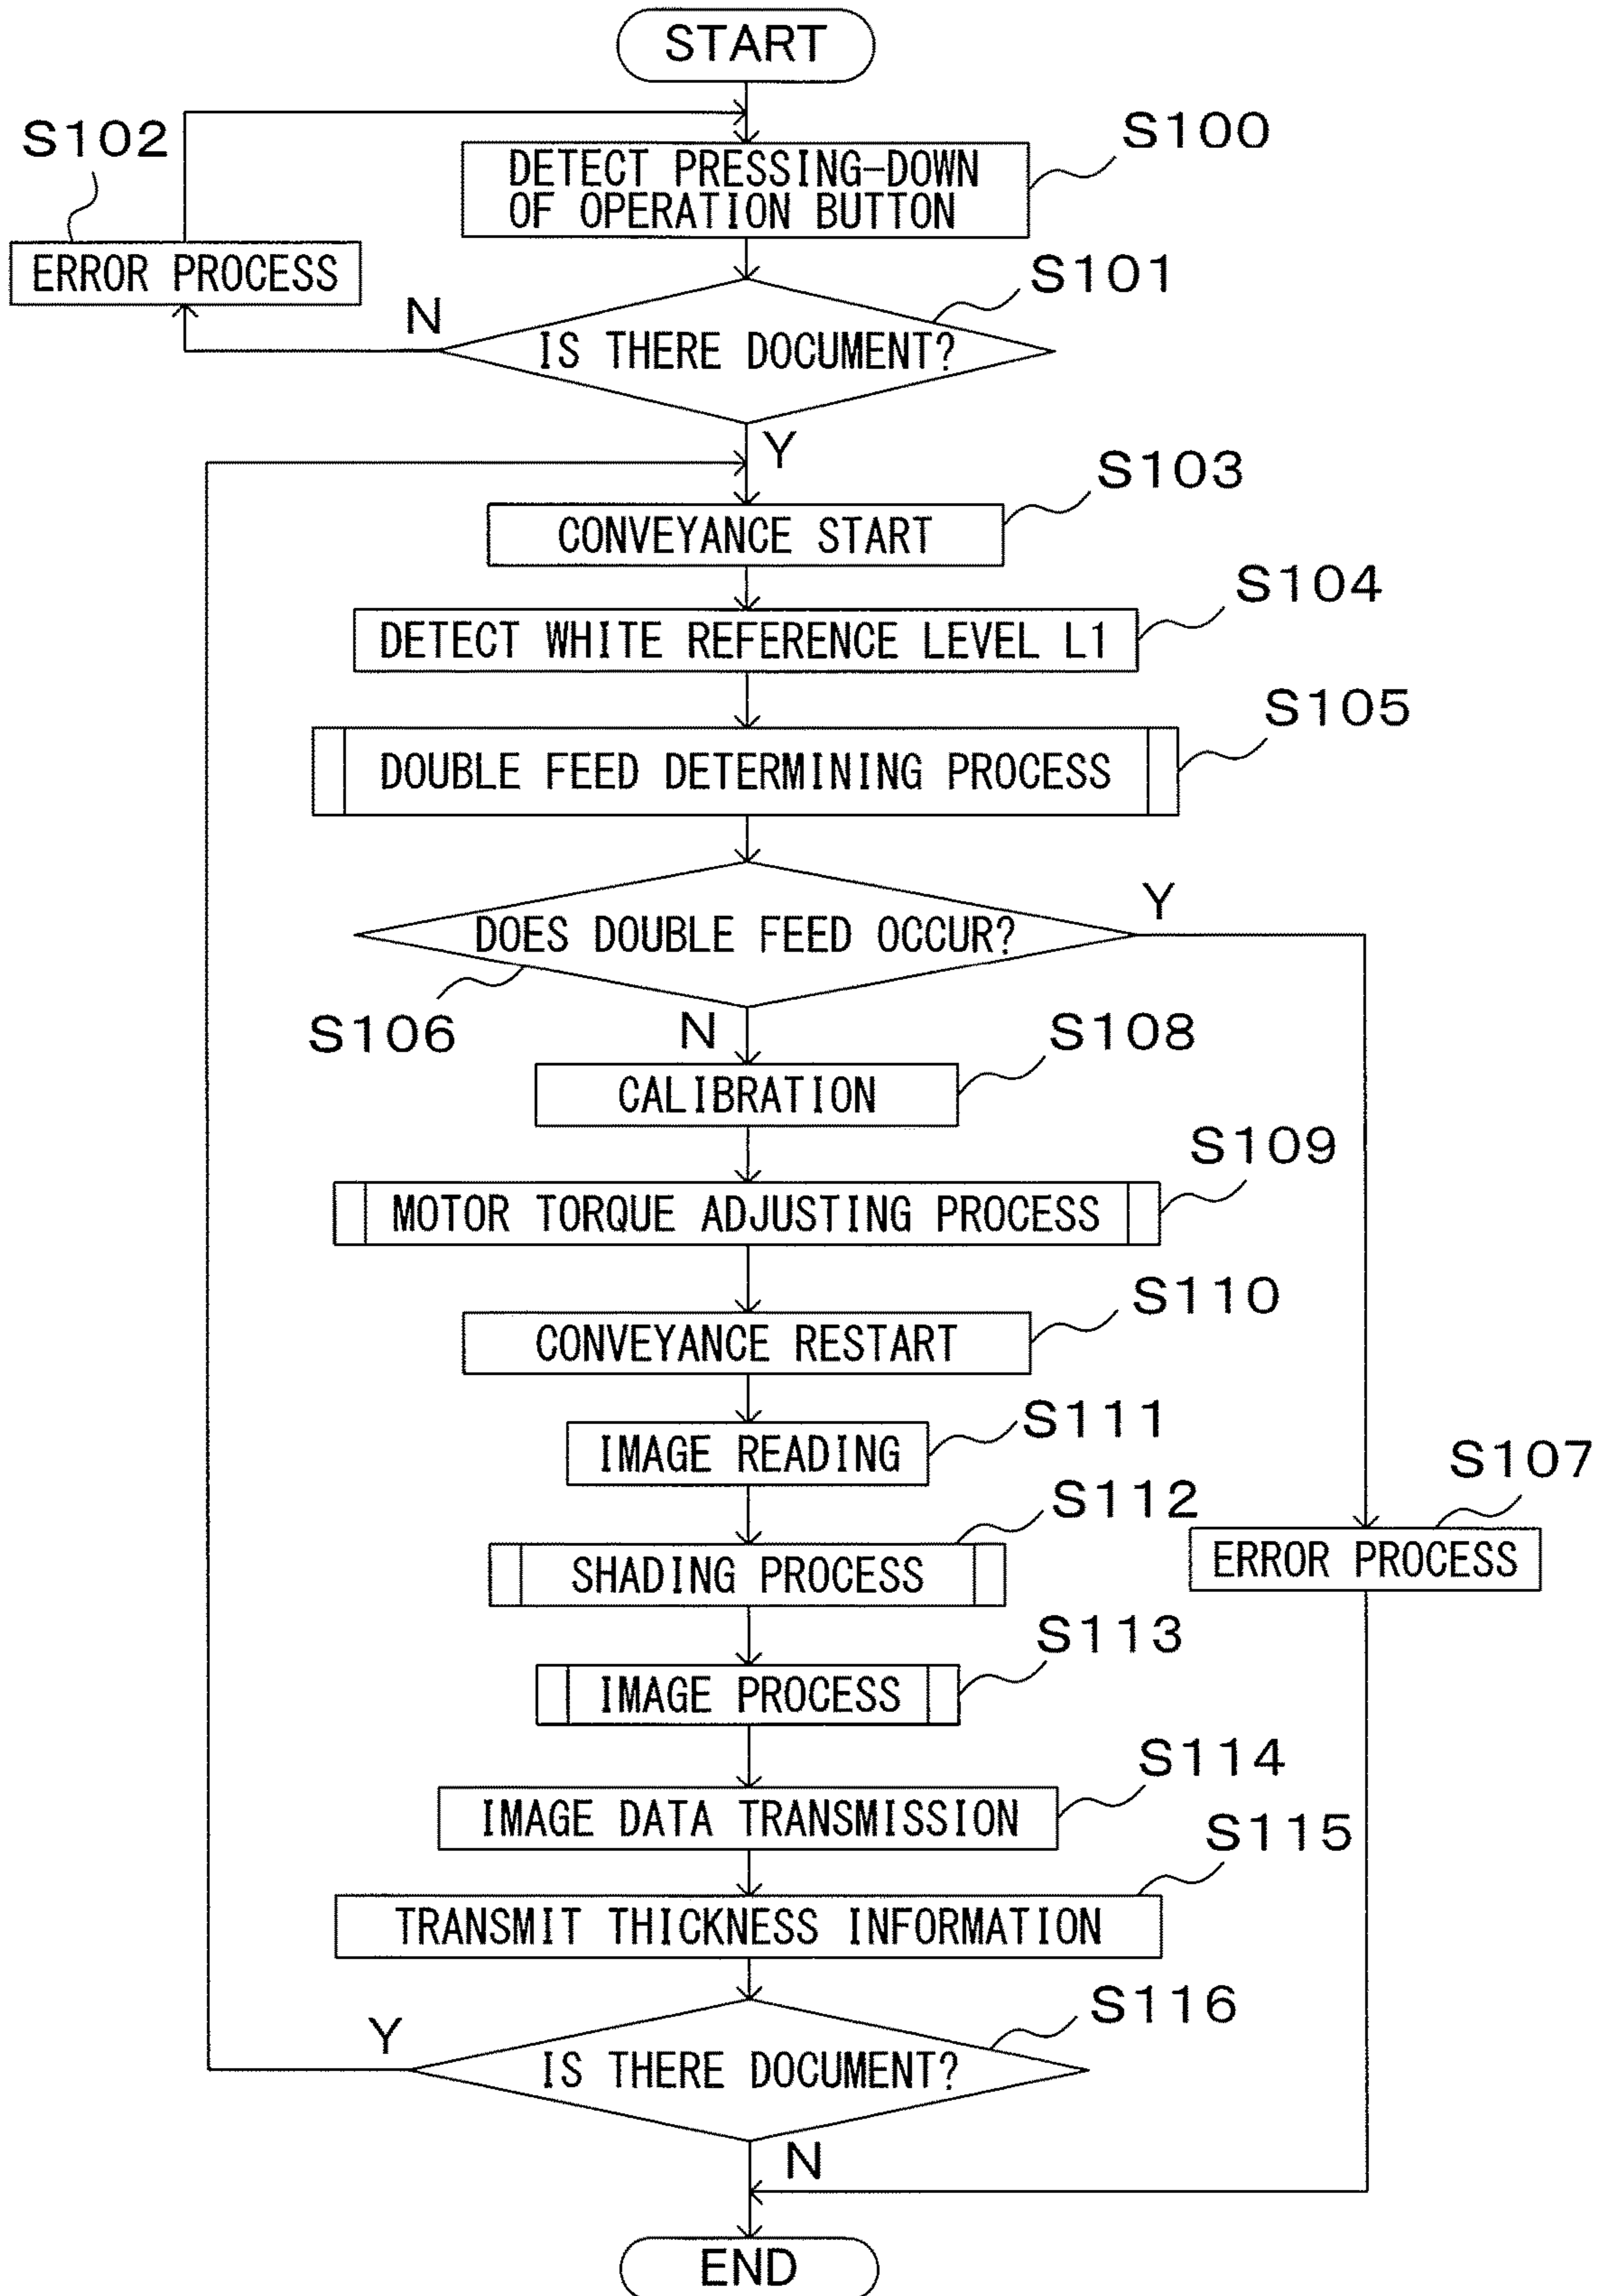 START
S102
S100
DETECT PRESSING-DOWN
OF OPERATION BUTTON
ERROR PROCESS
S101
N
IS THERE DOCUMENT?
Y
S103
CONVEYANCE START
S104
DETECT WHITE REFERENCE LEVEL L1
S105
DOUBLE FEED DETERMINING PROCESS
Y
DOES DOUBLE FEED OCCUR?
S106
N
S108
CALIBRATION
S109
MOTOR TORQUE ADJUSTING PROCESS
S110
CONVEYANCE RESTART
S111
IMAGE READING
S107
S112
ERROR PROCESS
SHADING PROCESS
S113
IMAGE PROCESS
S114
IMAGE DATA TRANSMISSION
S115
TRANSMIT THICKNESS INFORMATION
S116
Y
IS THERE DOCUMENT?
N
END